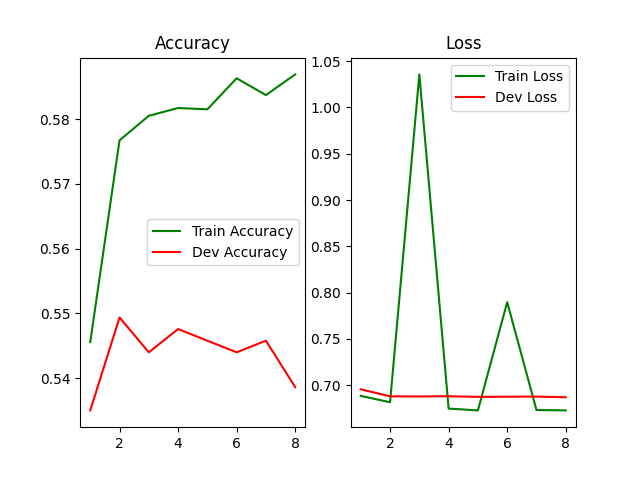 Accuracy
0.58
0.57
0.56
0.55
0.54
Train Accuracy
Dev Accuracy
2 4 6 8
Loss
1.05
1.00
0.95
0.90
0.85
0.80
0.75
0.70
Train Loss
Dev Loss
2 4 6 8